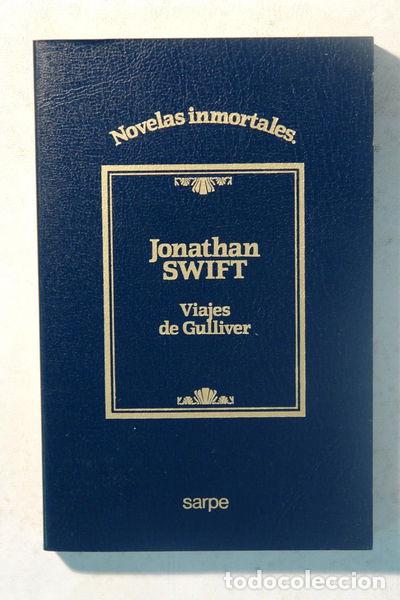 Novelas inmortales.
Jonathan
SWIFT
Viajes
de Gulliver
sarpe
todocoleccion